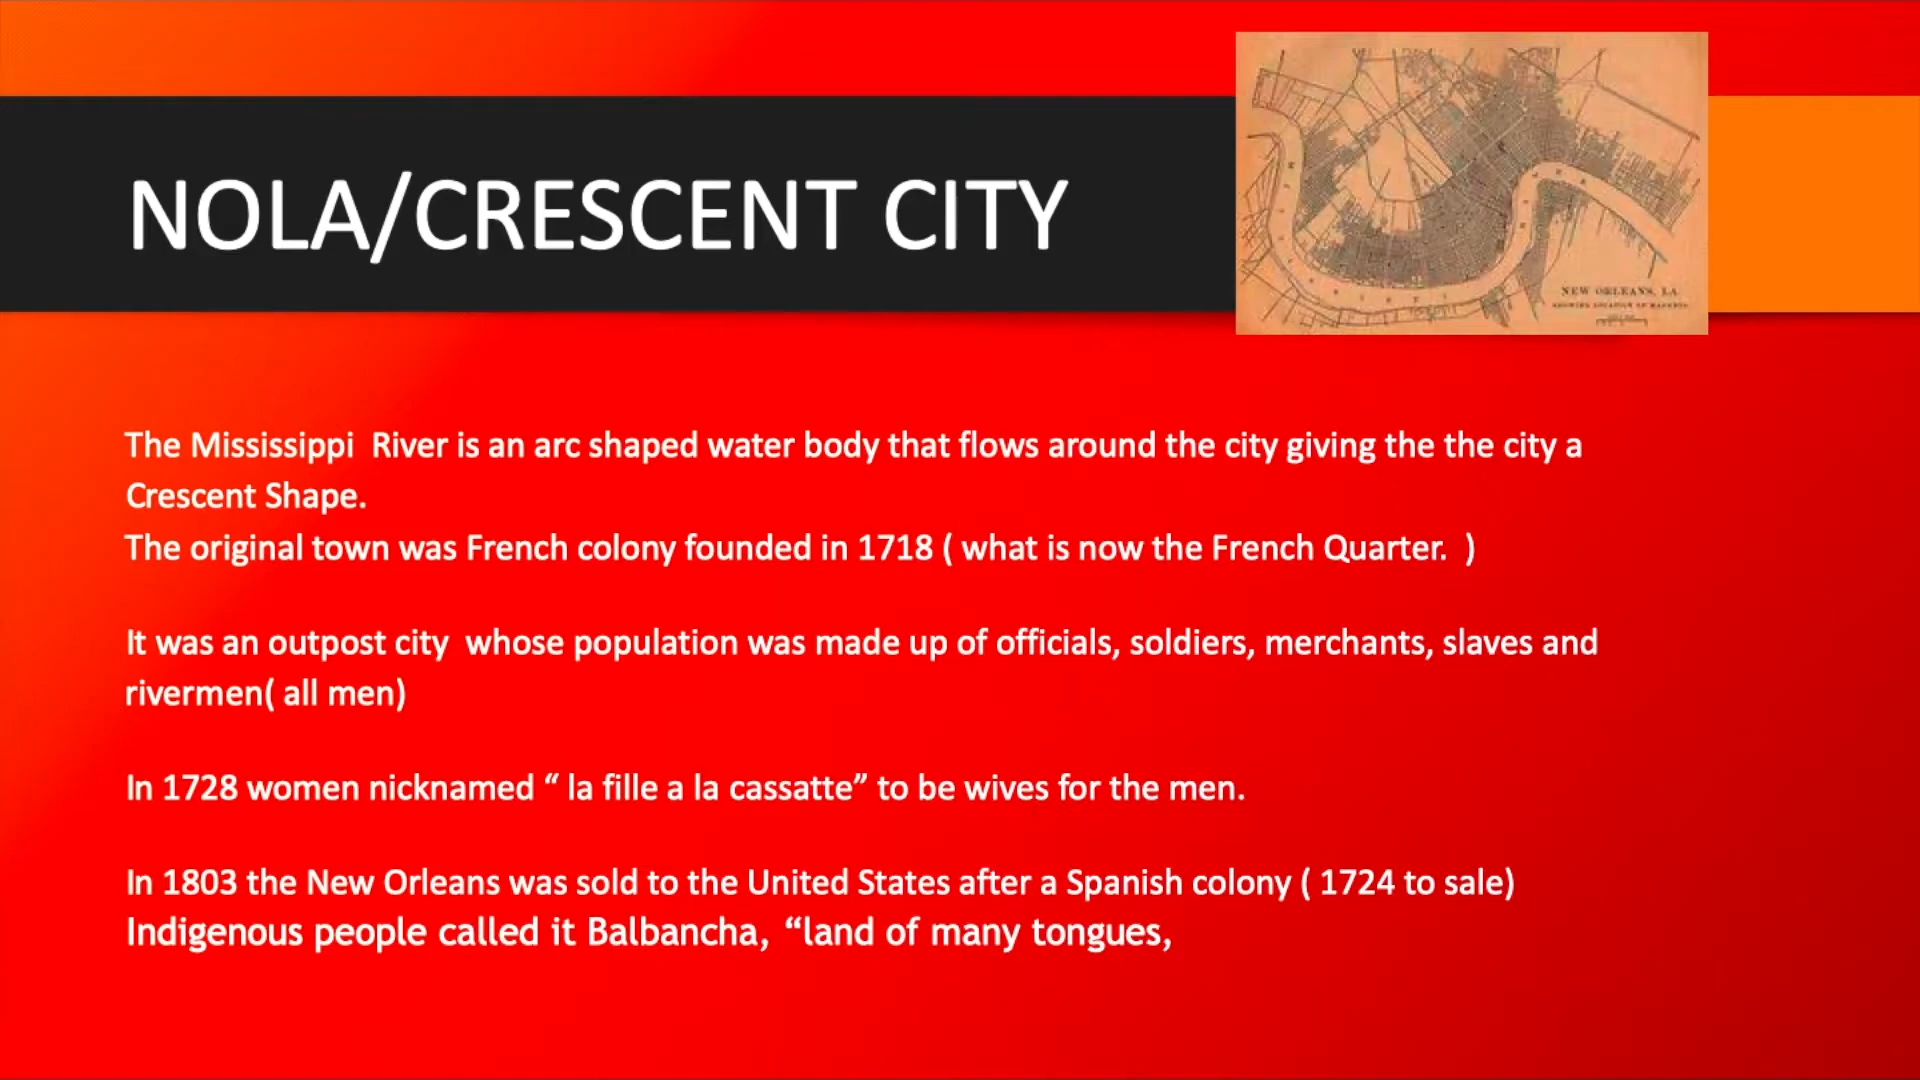 NOLA/CRESCENT CITY
NEW ORLEANS, LA.
The Mississippi  River is an arc shaped water body that flows around the city giving the the city a
Crescent Shape.
The original town was French colony founded in 1718 ( what is now the French Quarter.  )
It was an outpost city  whose population was made up of officials, soldiers, merchants, slaves and
rivermen( all men)
In 1728 women nicknamed “ la fille a la cassatte” to be wives for the men.
In 1803 the New Orleans was sold to the United States after a Spanish colony ( 1724 to sale)
Indigenous people called it Balbancha, “land of many tongues,